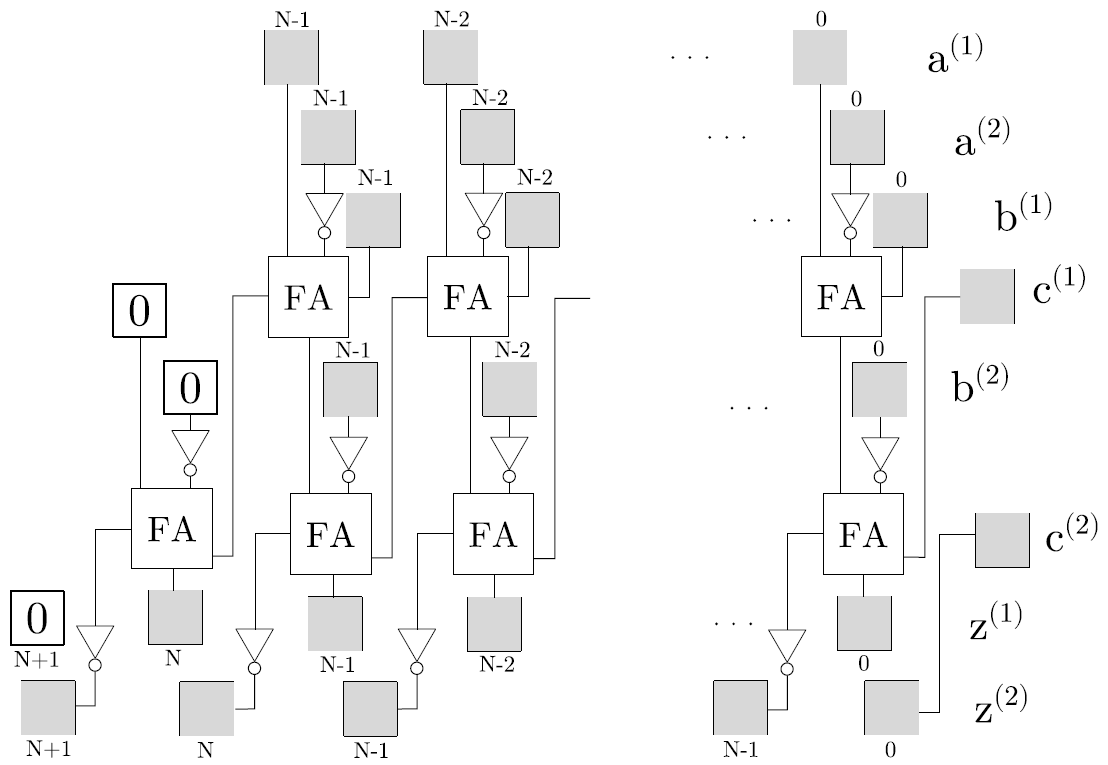 N-1 N-2 0
. . . a(1)
N-1 N-2 0
. . . a(2)
N-1 N-2 0
. . . b(1)
0 FA FA FA c(1)
N-1 N-2 0
0 . . . b(2)
FA FA FA FA c(2)
0 . . . z(1)
N+1 N N-1 N-2 0
z(2)
N+1 N N-1 N-1 0